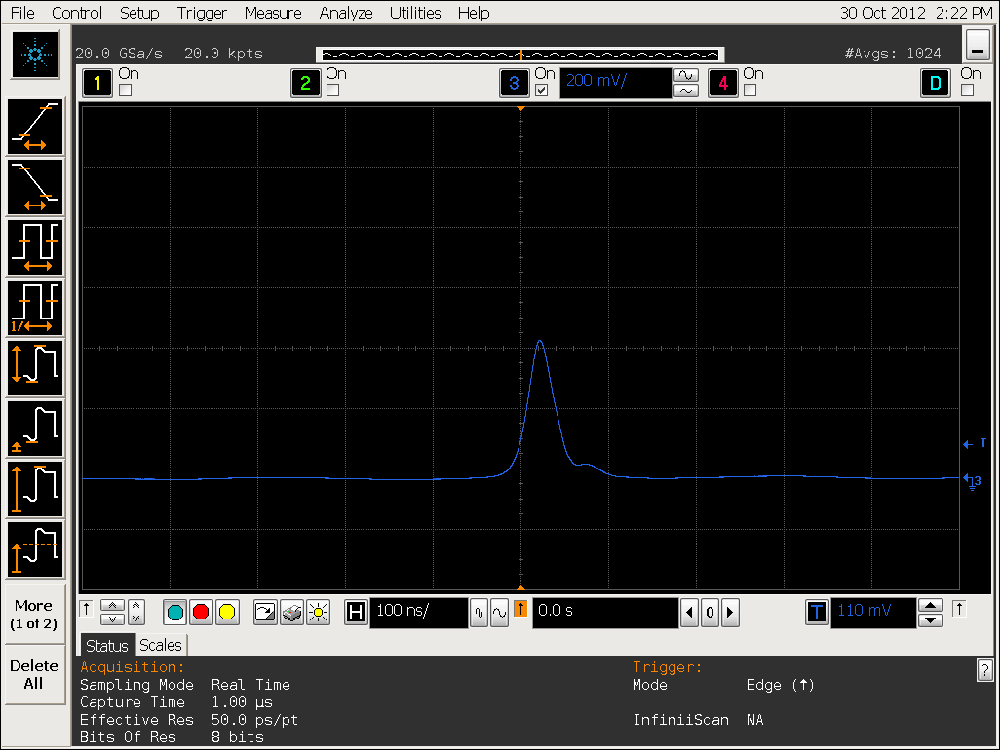 File Control Setup Trigger Measure Analyze Utilities Help 30 Oct 2012 2:22 PM
20.0 GSa/s 20.0 kpts #Avgs: 1024
1 On 2 On 3 On 200 mV/ 4 On D On
T
3
1/
More
(1 of 2)
Delete
All
H 100 ns/ 0.0 s 0 T 110 mV
Status Scales
Acquisition: Trigger: ?
Sampling Mode Real Time Mode Edge (↑)
Capture Time 1.00 µs
Effective Res 50.0 ps/pt InfiniiScan NA
Bits Of Res 8 bits